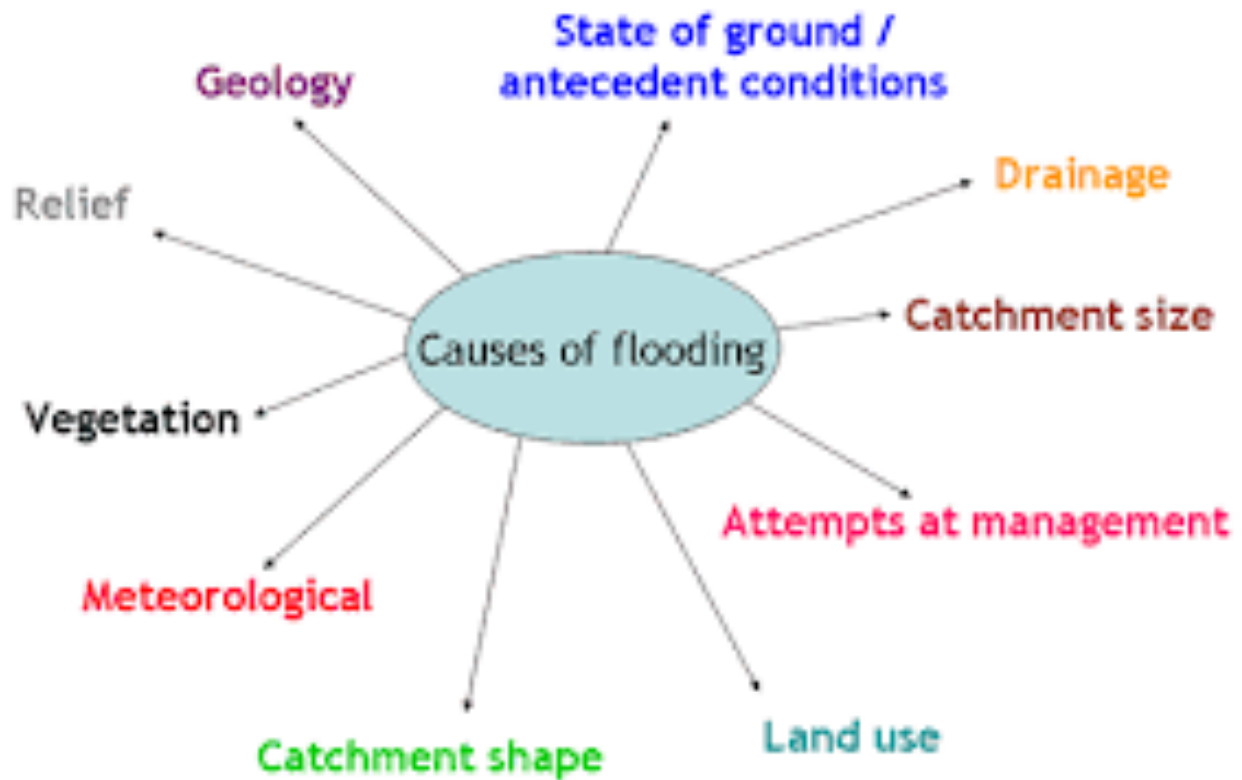 State of ground /
antecedent conditions
Geology
Drainage
Relief
Catchment size
Causes of flooding
Vegetation
Attempts at management
Meteorological
Land use
Catchment shape